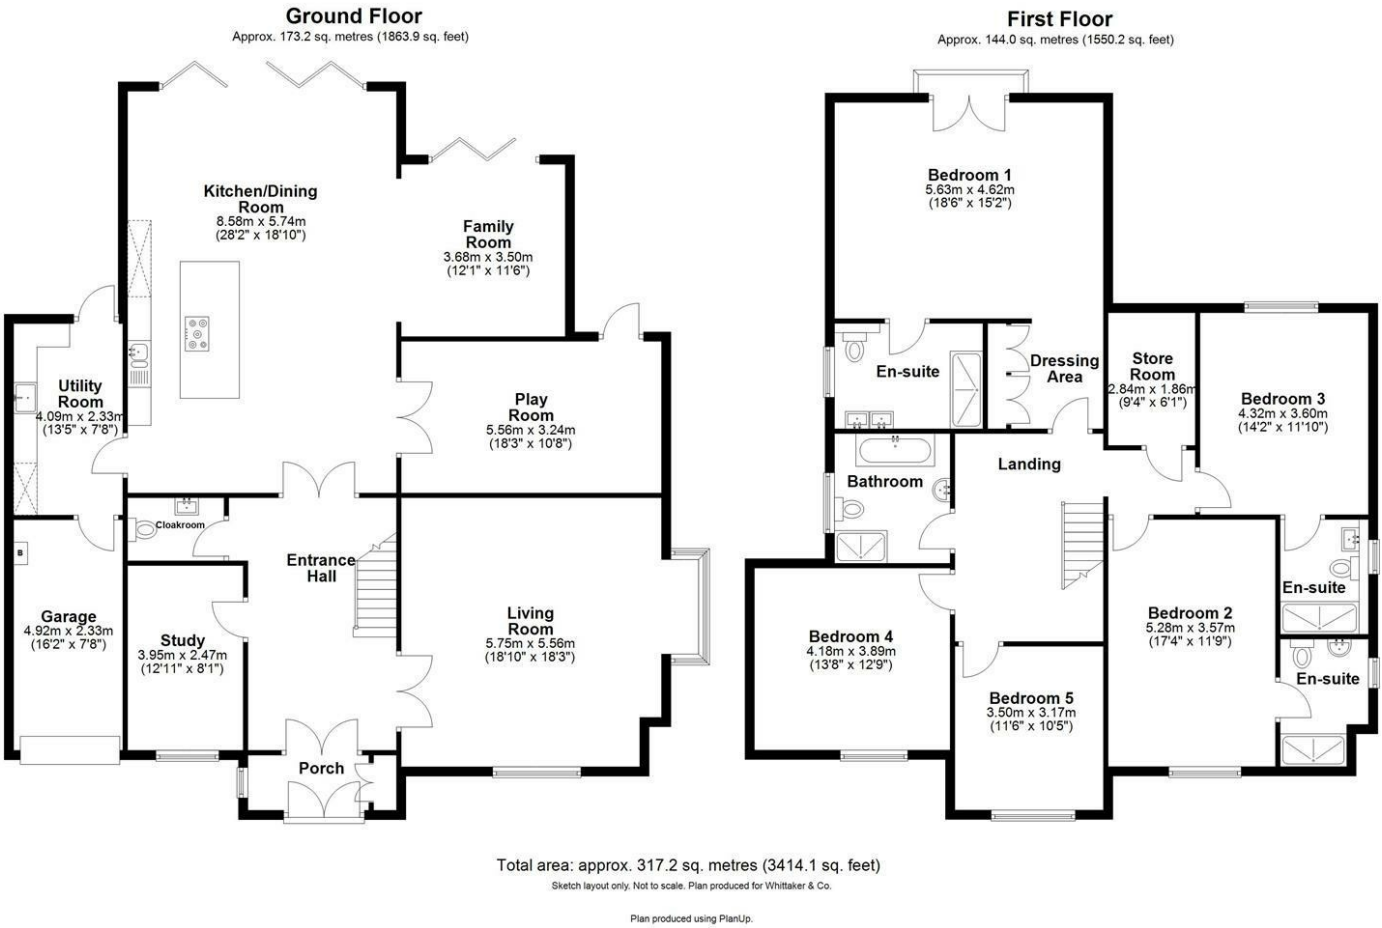 Ground Floor
Approx. 173.2 sq. metres (1863.9 sq. feet)
Kitchen/Dining
Room
8.58m x 5.74m
(28'2" x 18'10")
Family
Room
3.68m x 3.50m
(12'1" x 11'6")
Utility
Room
4.09m x 2.33m
(13'5" x 7'8")
Play
Room
5.56m x 3.24m
(18'3" x 10'8")
Cloakroom
B
Entrance
Hall
Garage
4.92m x 2.33m
(16'2" x 7'8")
Study
3.95m x 2.47m
(12'11" x 8'1")
Living
Room
5.75m x 5.56m
(18'10" x 18'3")
Porch
First Floor
Approx. 144.0 sq. metres (1550.2 sq. feet)
Bedroom 1
5.63m x 4.62m
(18'6" x 15'2")
En-suite
Dressing
Area
Store
Room
2.84m x 1.86m
(9'4" x 6'1")
Bedroom 3
4.32m x 3.60m
(14'2" x 11'10")
Landing
Bathroom
En-suite
Bedroom 2
5.28m x 3.57m
(17'4" x 11'9")
Bedroom 4
4.18m x 3.89m
(13'8" x 12'9")
En-suite
Bedroom 5
3.50m x 3.17m
(11'6" x 10'5")
Total area: approx. 317.2 sq. metres (3414.1 sq. feet)
Sketch layout only. Not to scale. Plan produced for Whittaker & Co.
Plan produced using PlanUp.